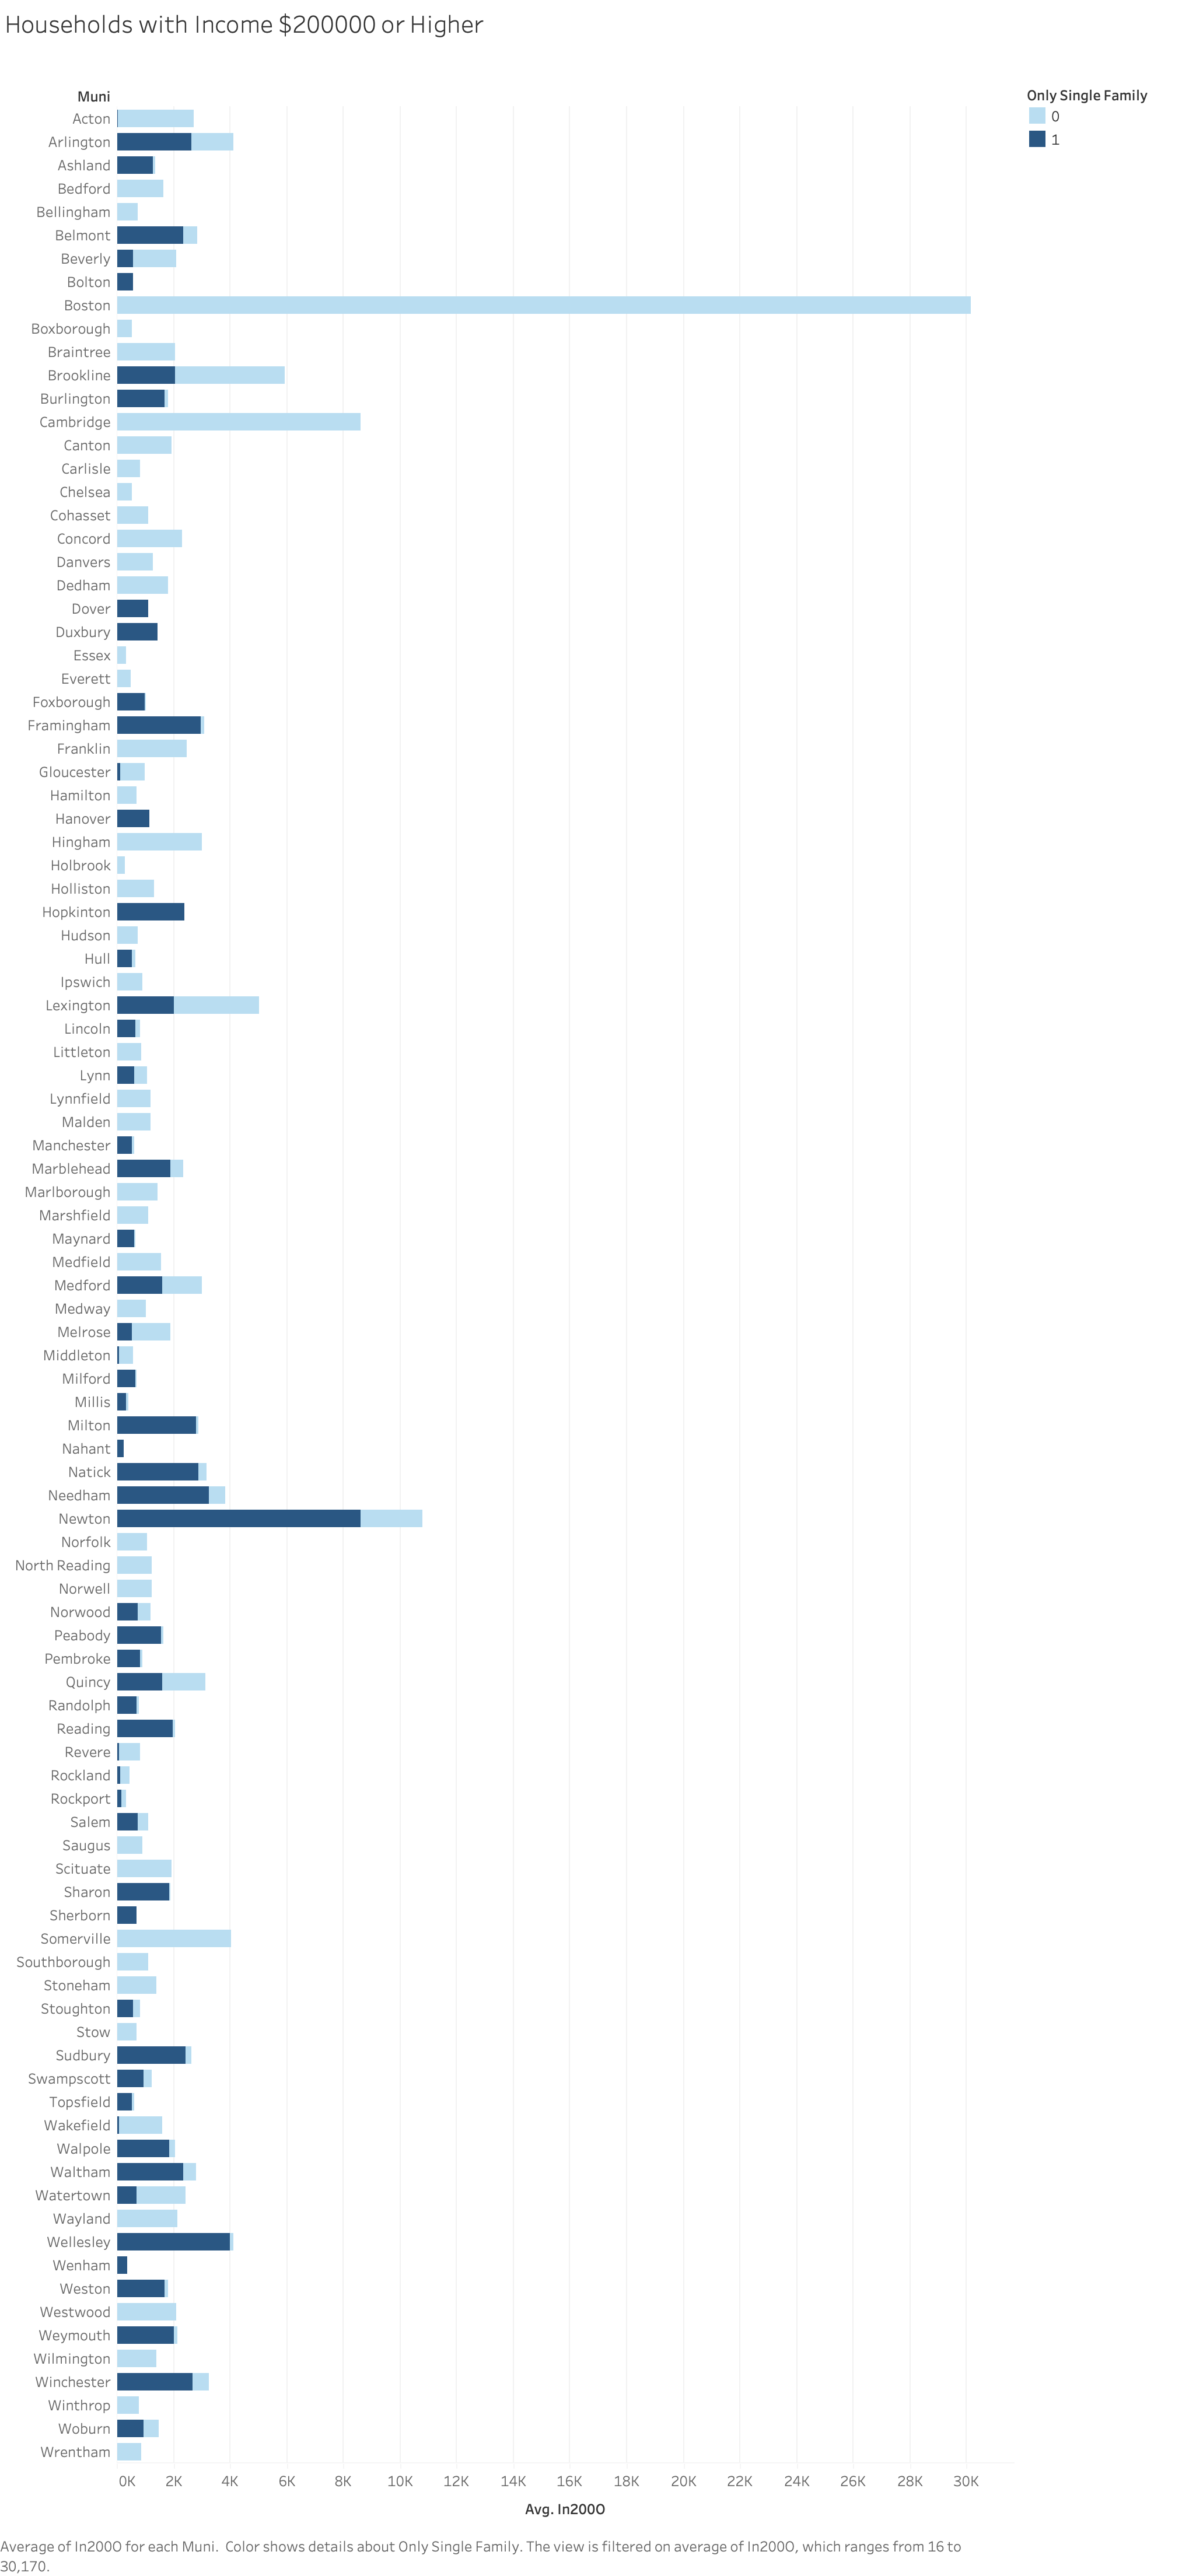 Households with Income $200000 or Higher
Muni
Only Single Family
0
1
Acton
Arlington
Ashland
Bedford
Bellingham
Belmont
Beverly
Bolton
Boston
Boxborough
Braintree
Brookline
Burlington
Cambridge
Canton
Carlisle
Chelsea
Cohasset
Concord
Danvers
Dedham
Dover
Duxbury
Essex
Everett
Foxborough
Framingham
Franklin
Gloucester
Hamilton
Hanover
Hingham
Holbrook
Holliston
Hopkinton
Hudson
Hull
Ipswich
Lexington
Lincoln
Littleton
Lynn
Lynnfield
Malden
Manchester
Marblehead
Marlborough
Marshfield
Maynard
Medfield
Medford
Medway
Melrose
Middleton
Milford
Millis
Milton
Nahant
Natick
Needham
Newton
Norfolk
North Reading
Norwell
Norwood
Peabody
Pembroke
Quincy
Randolph
Reading
Revere
Rockland
Rockport
Salem
Saugus
Scituate
Sharon
Sherborn
Somerville
Southborough
Stoneham
Stoughton
Stow
Sudbury
Swampscott
Topsfield
Wakefield
Walpole
Waltham
Watertown
Wayland
Wellesley
Wenham
Weston
Westwood
Weymouth
Wilmington
Winchester
Winthrop
Woburn
Wrentham
0K 2K 4K 6K 8K 10K 12K 14K 16K 18K 20K 22K 24K 26K 28K 30K
Avg. In200O
Average of In200O for each Muni. Color shows details about Only Single Family. The view is filtered on average of In200O, which ranges from 16 to
30,170.